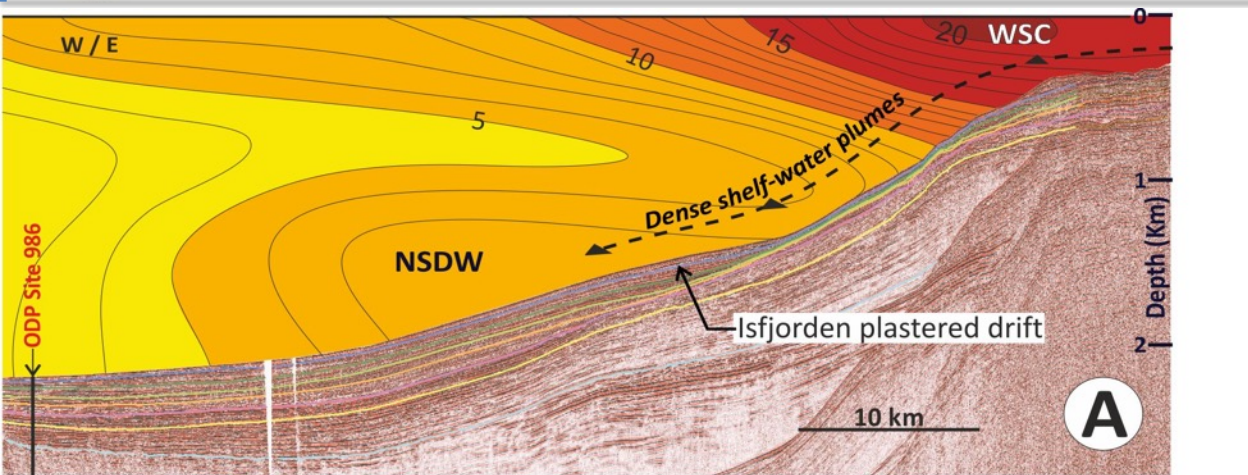 W / E
5
10
15
20
WSC
0
1
2
Depth (Km)
Dense shelf-water plumes
NSDW
ODP Site 986
Isfjorden plastered drift
10 km
A